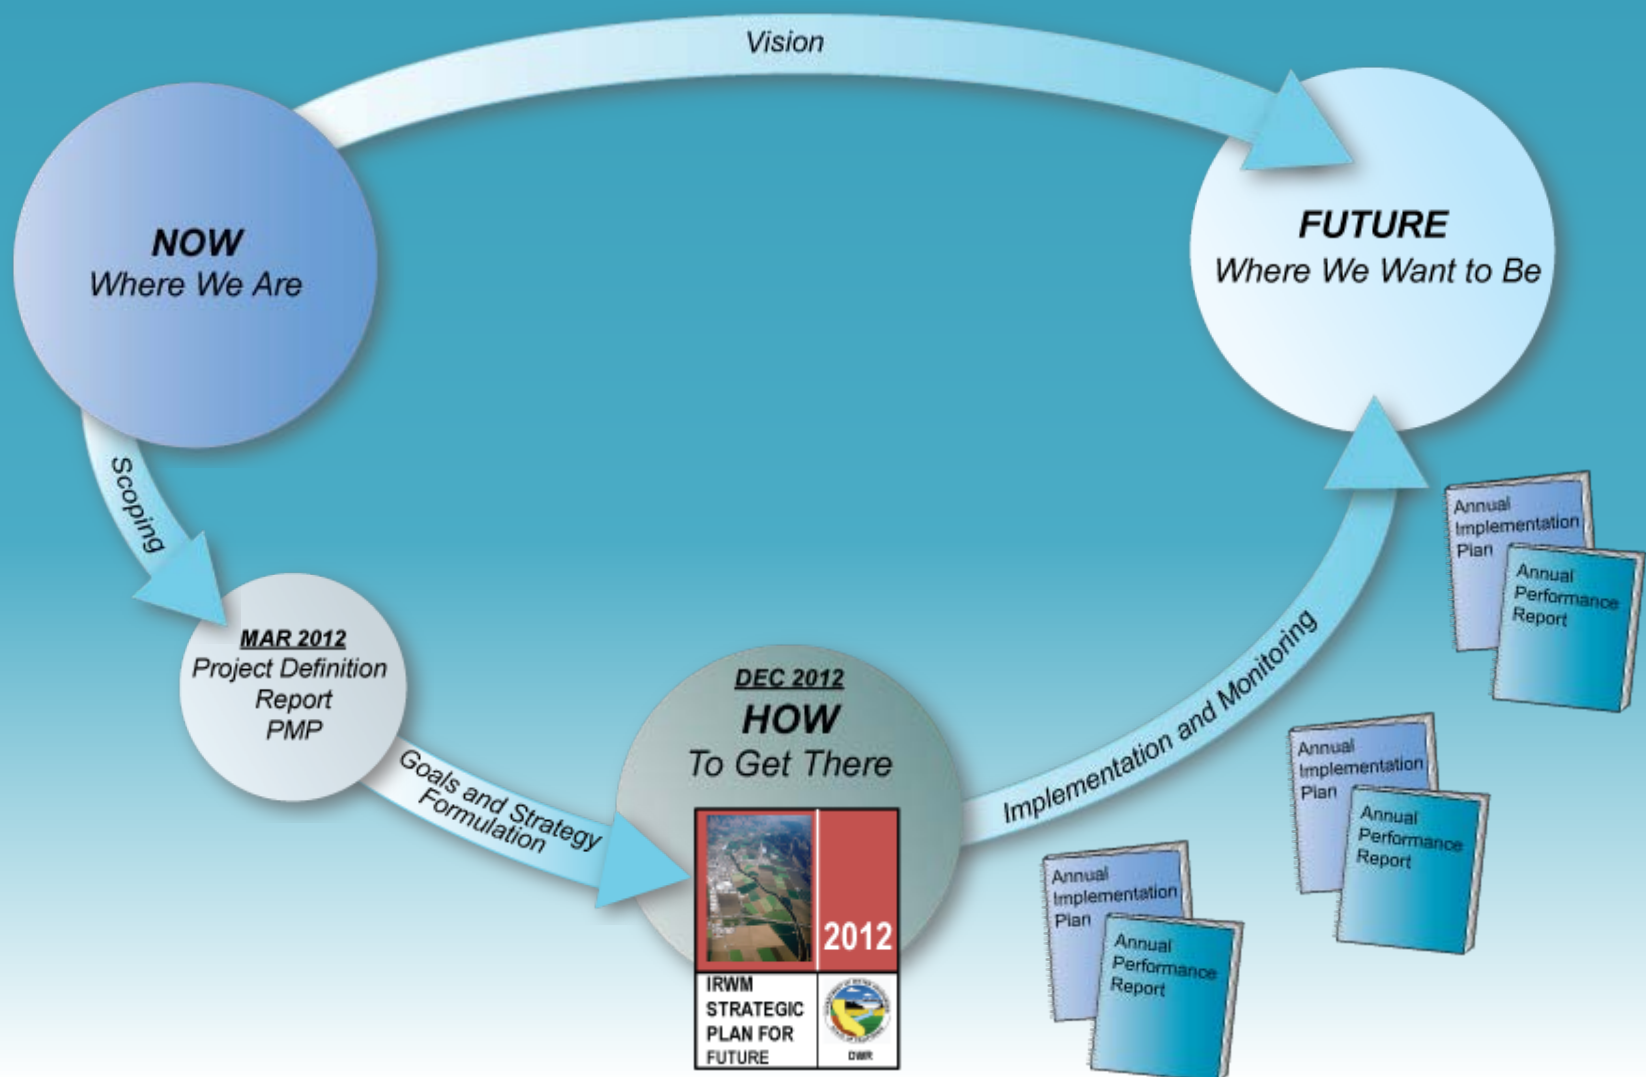 Vision
NOW
Where We Are
FUTURE
Where We Want to Be
Scoping
MAR 2012
Project Definition
Report
PMP
Goals and Strategy
Formulation
DEC 2012
HOW
To Get There
2012
IRWM
STRATEGIC
PLAN FOR
FUTURE
DWR
Implementation and Monitoring
Annual
Implementation
Plan
Annual
Performance
Report
Annual
Implementation
Plan
Annual
Performance
Report
Annual
Implementation
Plan
Annual
Performance
Report